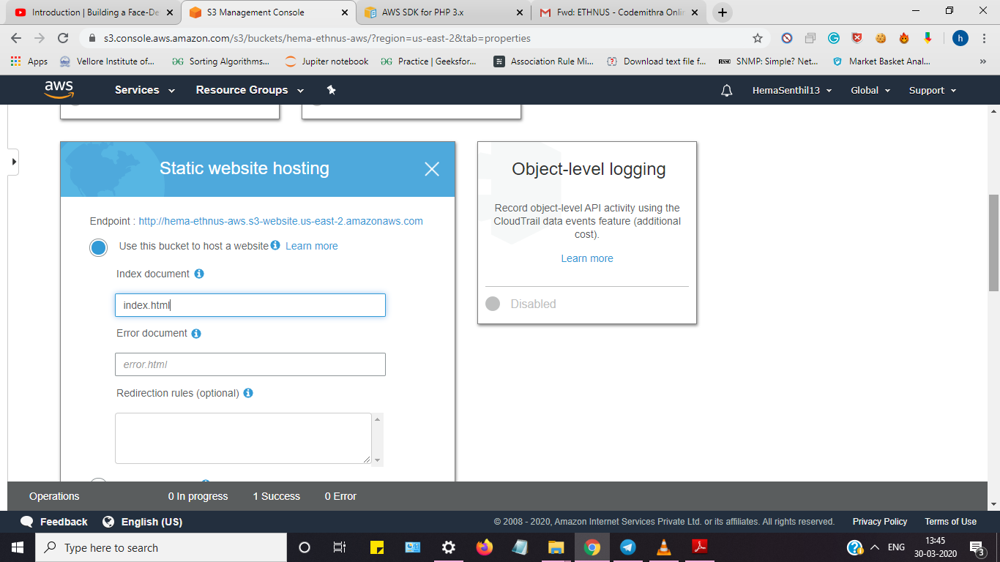 Introduction | Building a Face-De
S3 Management Console
AWS SDK for PHP 3.x
Fwd: ETHNUS - Codemithra Onlin
s3.console.aws.amazon.com/s3/buckets/hema-ethnus-aws/?region=us-east-2&tab=properties
h
Apps
Vellore Institute of...
Sorting Algorithms...
Jupiter notebook
Practice | Geeksfor...
Association Rule Mi...
Download text file f...
SNMP: Simple? Net...
Market Basket Anal...
»
aws
Services
Resource Groups
HemaSenthil13
Global
Support
Static website hosting
Endpoint : http://hema-ethnus-aws.s3-website.us-east-2.amazonaws.com
Use this bucket to host a website
Learn more
Index document
index.html
Error document
error.html
Redirection rules (optional)
Object-level logging
Record object-level API activity using the
CloudTrail data events feature (additional
cost).
Learn more
Disabled
Operations
0 In progress
1 Success
0 Error
Feedback
English (US)
© 2008 - 2020, Amazon Internet Services Private Ltd. or its affiliates. All rights reserved.
Privacy Policy
Terms of Use
Type here to search
ENG
13:45
30-03-2020
3